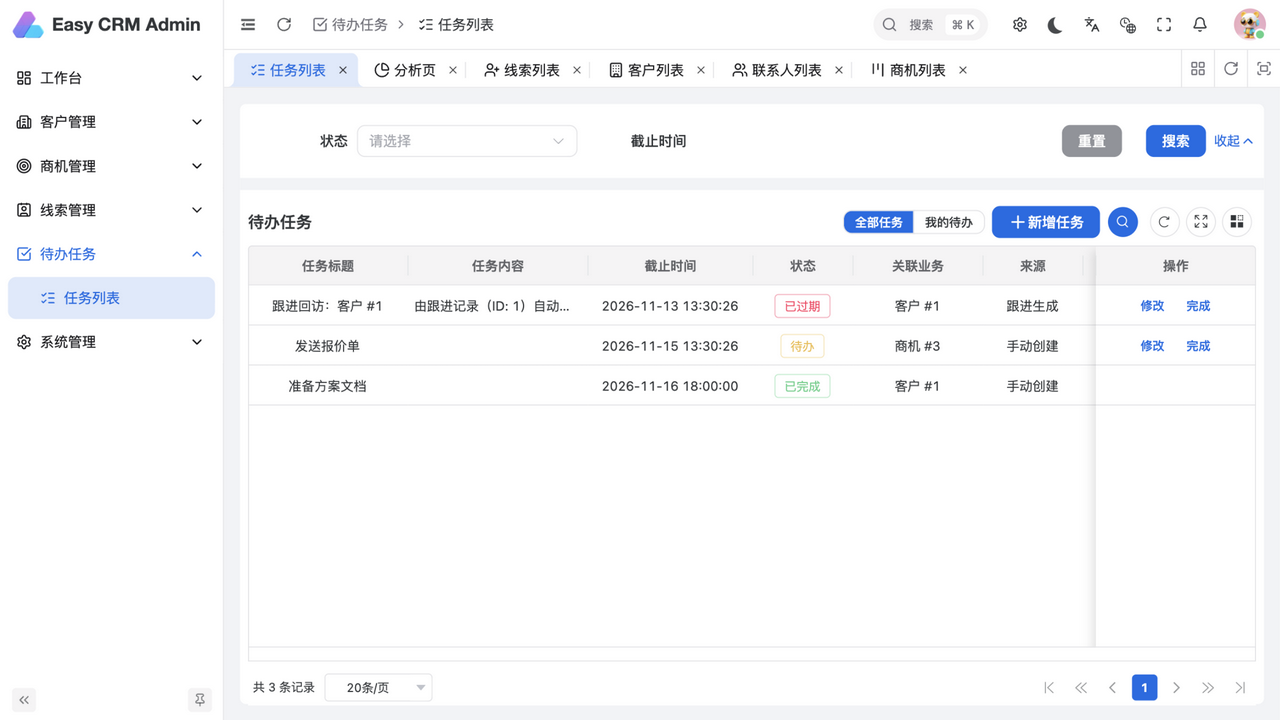 Easy CRM Admin
待办任务 任务列表
搜索 ⌘ K
任务列表 分析页 线索列表 客户列表 联系人列表 商机列表
工作台
客户管理
商机管理
线索管理
待办任务
任务列表
系统管理
状态 请选择 截止时间 重置 搜索 收起
待办任务 全部任务 我的待办 新增任务
任务标题 任务内容 截止时间 状态 关联业务 来源 操作
跟进回访：客户 #1 由跟进记录（ID: 1）自动... 2026-11-13 13:30:26 已过期 客户 #1 跟进生成 修改 完成
发送报价单 2026-11-15 13:30:26 待办 商机 #3 手动创建 修改 完成
准备方案文档 2026-11-16 18:00:00 已完成 客户 #1 手动创建
共 3 条记录 20条/页 1